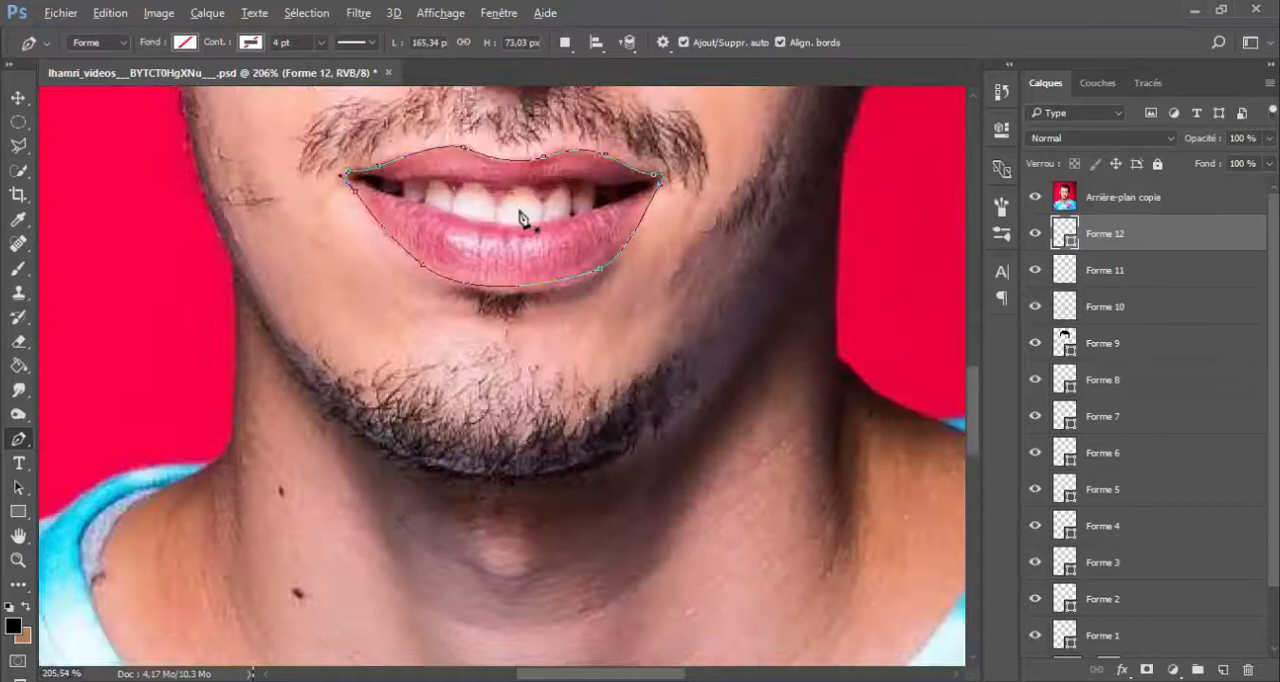 Ps Fichier Edition Image Calque Texte Sélection Filtre 3D Affichage Fenêtre Aide
Forme Fond : Cont. : 4 pt L : 165,34 p H : 73,03 px Ajout/Suppr. auto Align. bords
lhamri_videos___BYTCT0HgXNu___.psd @ 206% (Forme 12, RVB/8) * ×
Calques Couches Tracés
Type
Normal Opacité : 100 %
Verrou : Fond : 100 %
Arrière-plan copie
Forme 12
Forme 11
Forme 10
Forme 9
Forme 8
Forme 7
Forme 6
Forme 5
Forme 4
Forme 3
Forme 2
Forme 1
205,54 % Doc : 4,17 Mo/10,3 Mo